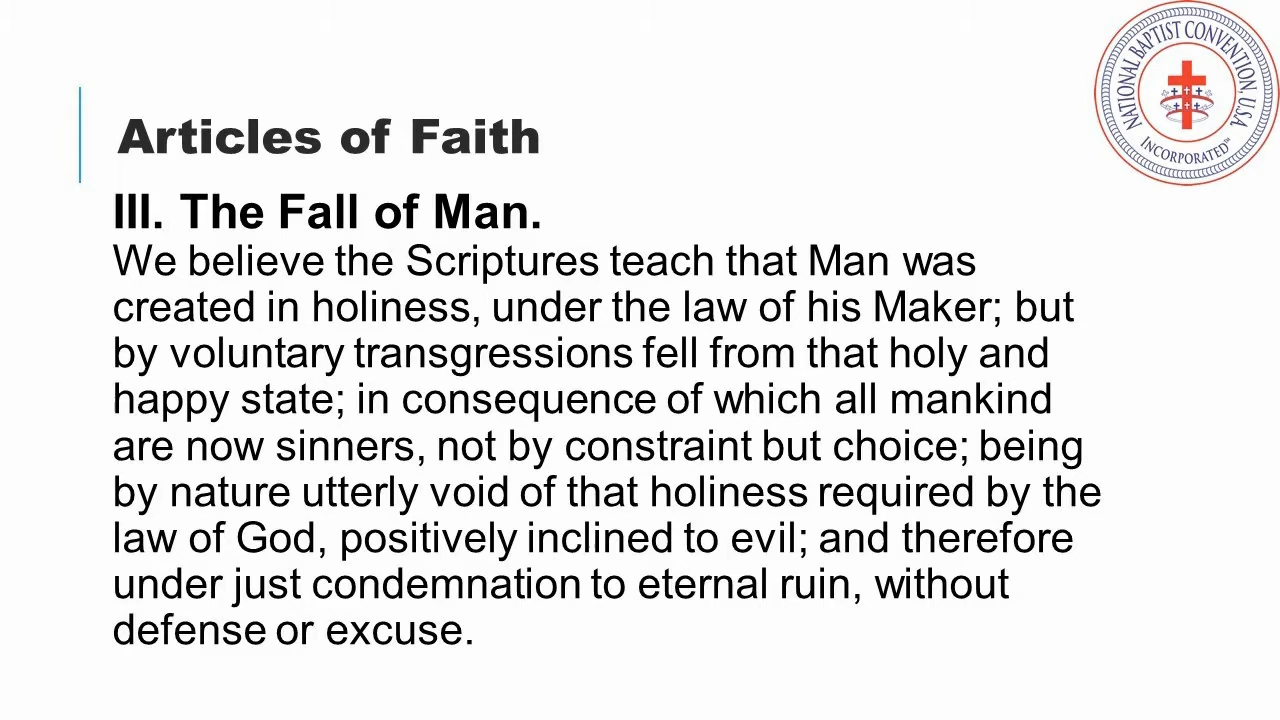 NATIONAL BAPTIST CONVENTION, USA
INCORPORATED™
Articles of Faith
III. The Fall of Man.
We believe the Scriptures teach that Man was
created in holiness, under the law of his Maker; but
by voluntary transgressions fell from that holy and
happy state; in consequence of which all mankind
are now sinners, not by constraint but choice; being
by nature utterly void of that holiness required by the
law of God, positively inclined to evil; and therefore
under just condemnation to eternal ruin, without
defense or excuse.